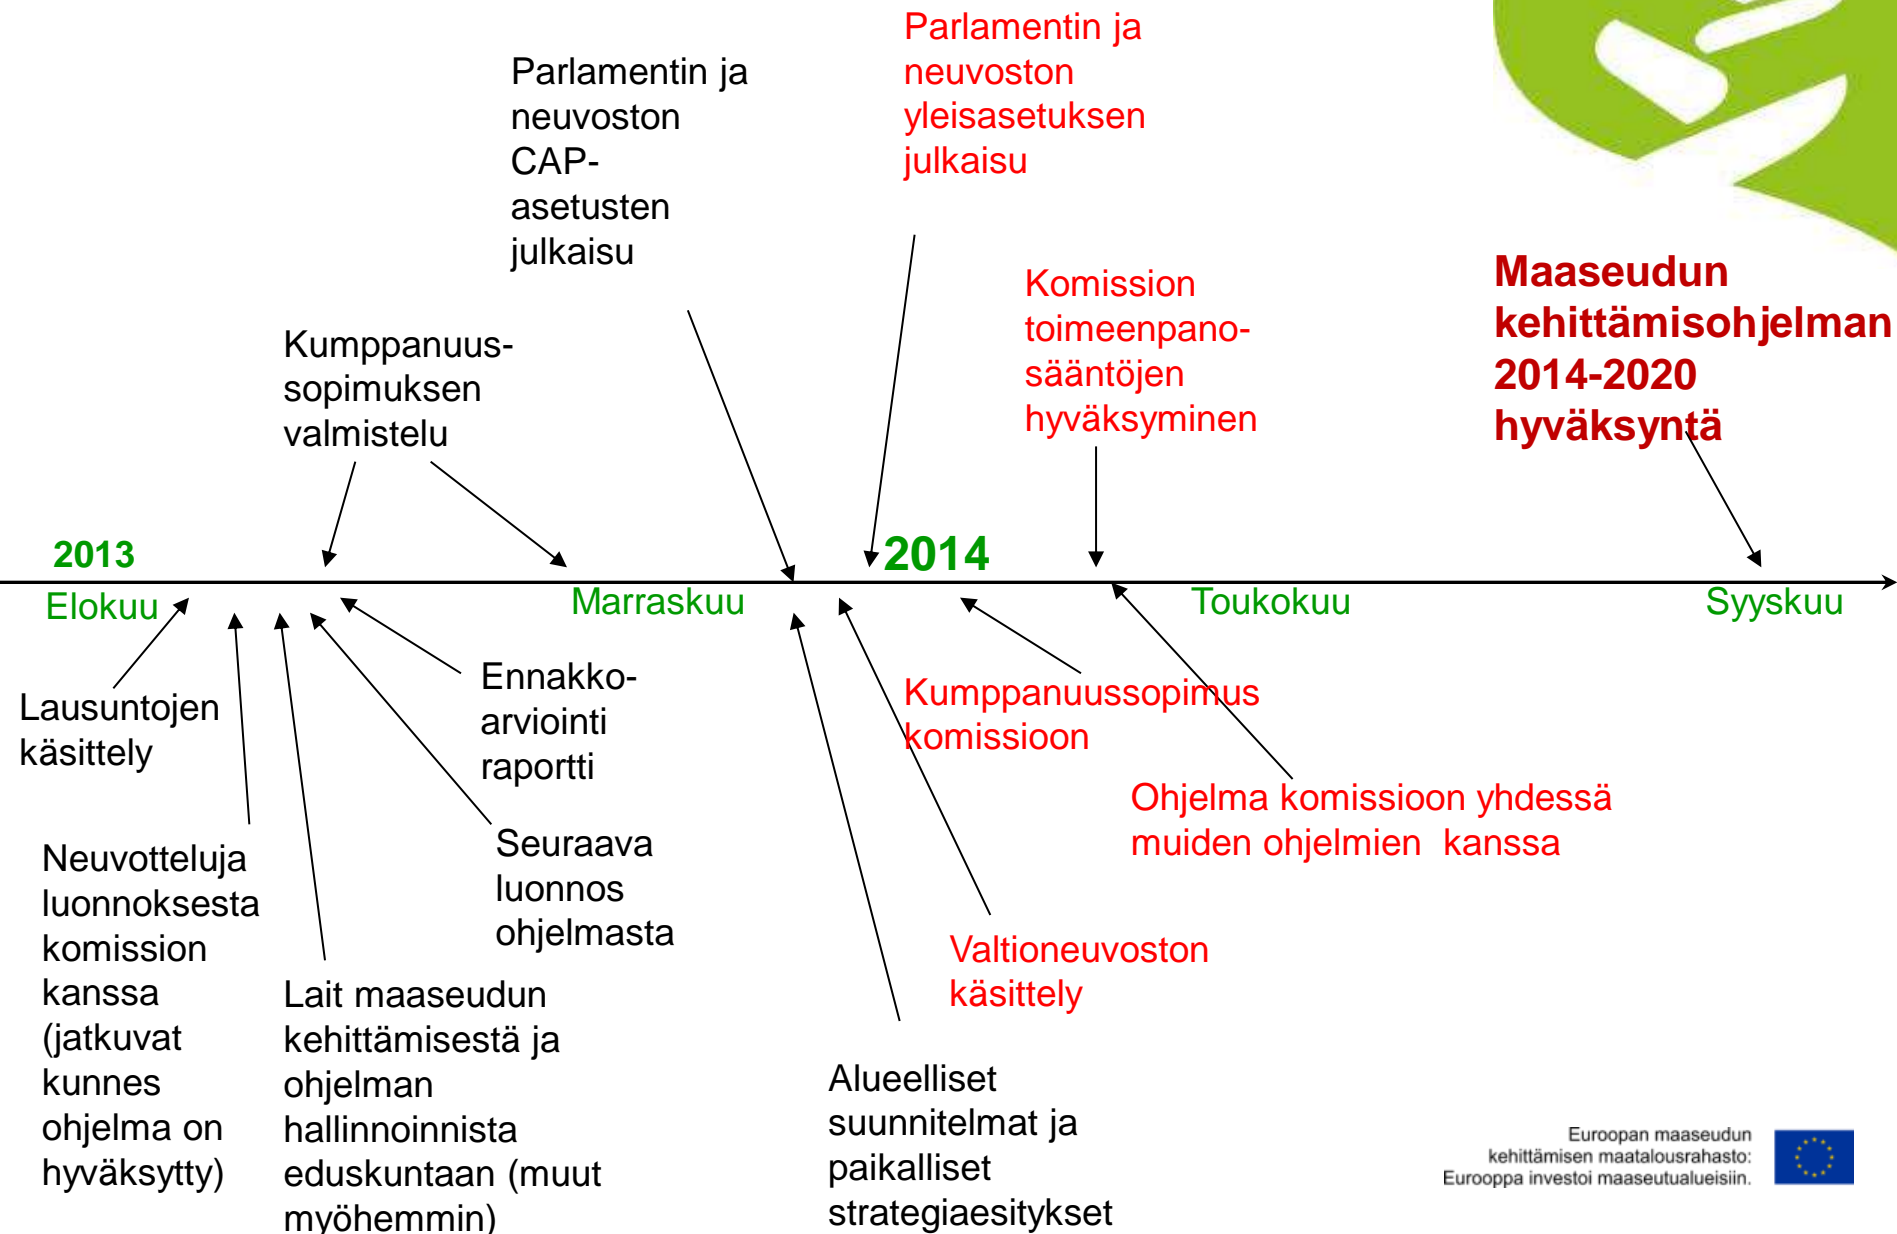 Parlamentin ja
neuvoston
CAP-
asetusten
julkaisu
Parlamentin ja
neuvoston
yleisasetuksen
julkaisu
Kumppanuus-
sopimuksen
valmistelu
Komission
toimeenpano-
sääntöjen
hyväksyminen
Maaseudun
kehittämisohjelman
2014-2020
hyväksyntä
2013
2014
Elokuu
Marraskuu
Toukokuu
Syyskuu
Lausuntojen
käsittely
Ennakko-
arviointi
raportti
Kumppanuussopimus
komissioon
Ohjelma komissioon yhdessä
muiden ohjelmien kanssa
Neuvotteluja
luonnoksesta
komission
kanssa
(jatkuvat
kunnes
ohjelma on
hyväksytty)
Seuraava
luonnos
ohjelmasta
Lait maaseudun
kehittämisestä ja
ohjelman
hallinnoinnista
eduskuntaan (muut
myöhemmin)
Valtioneuvoston
käsittely
Alueelliset
suunnitelmat ja
paikalliset
strategiaesitykset
Euroopan maaseudun
kehittämisen maatalousrahasto:
Eurooppa investoi maaseutualueisiin.